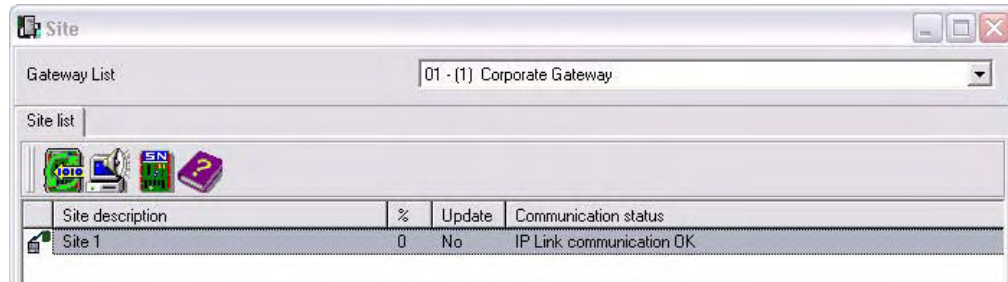 Site
Gateway List 01 - (1) Corporate Gateway
Site list
1010 SN ?
Site description % Update Communication status
Site 1 0 No IP Link communication OK